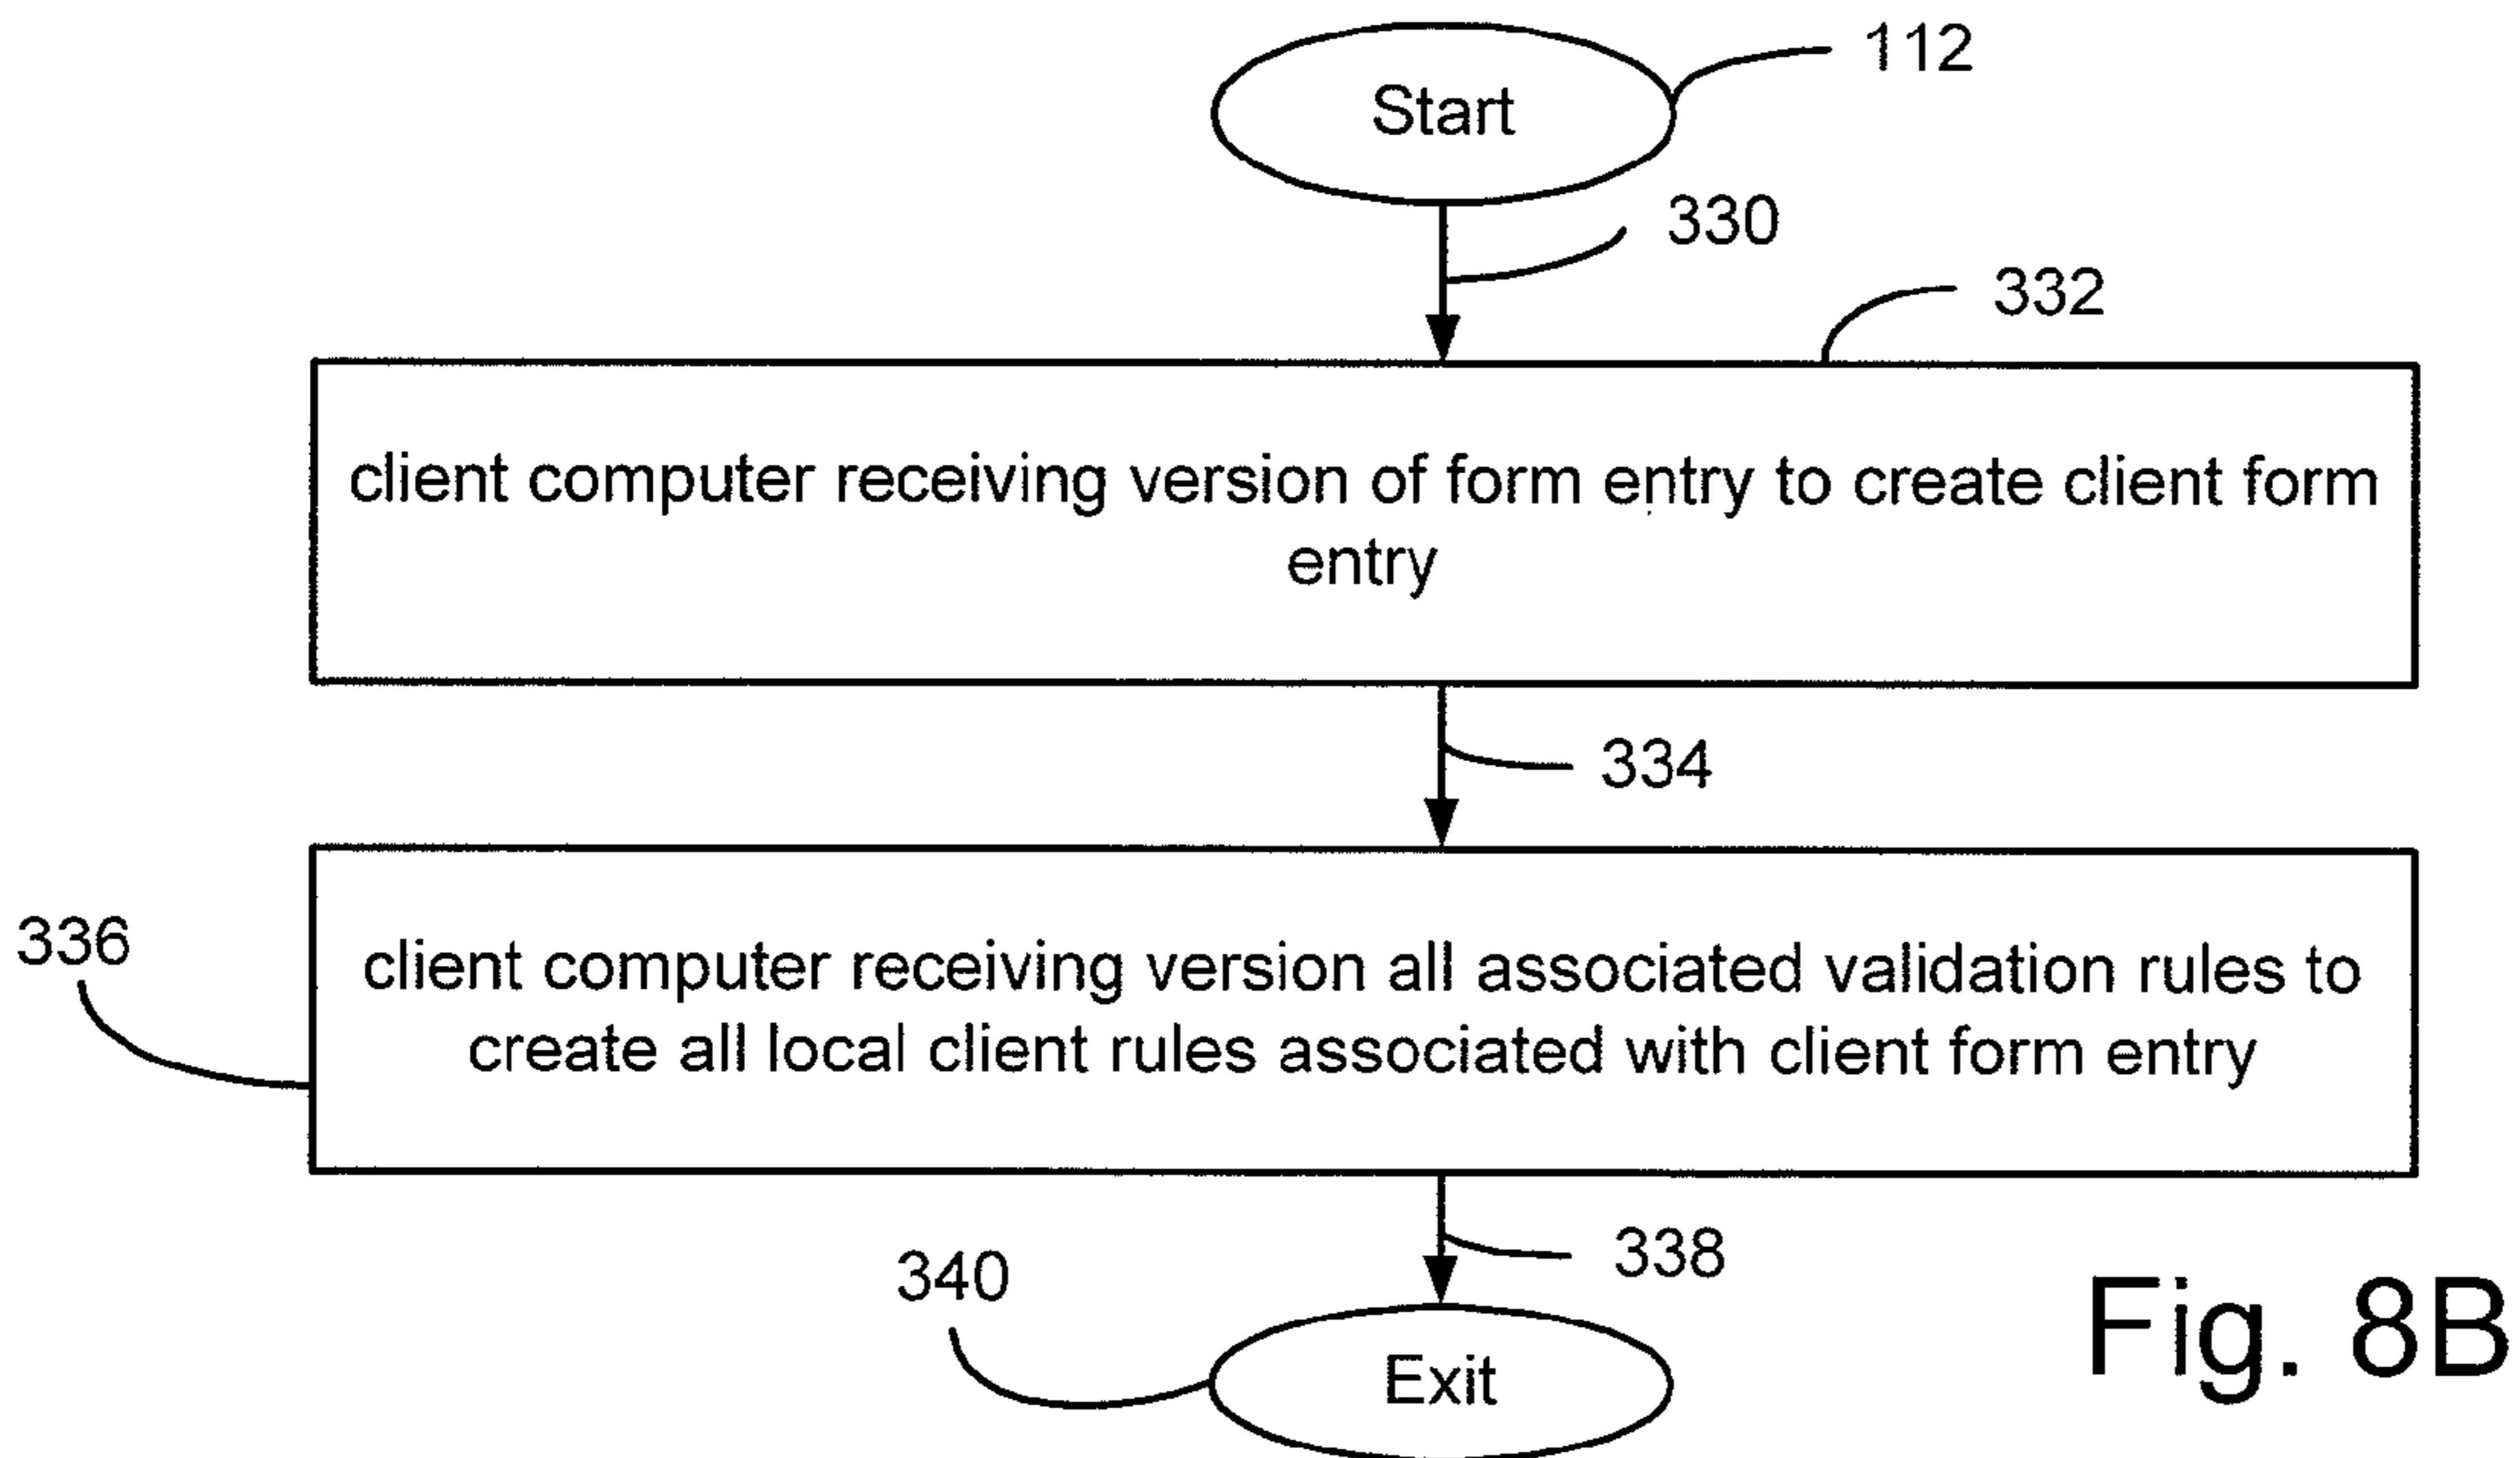 112
Start
330
332
client computer receiving version of form entry to create client form
entry
334
336
client computer receiving version all associated validation rules to
create all local client rules associated with client form entry
338
340
Exit
Fig. 8B